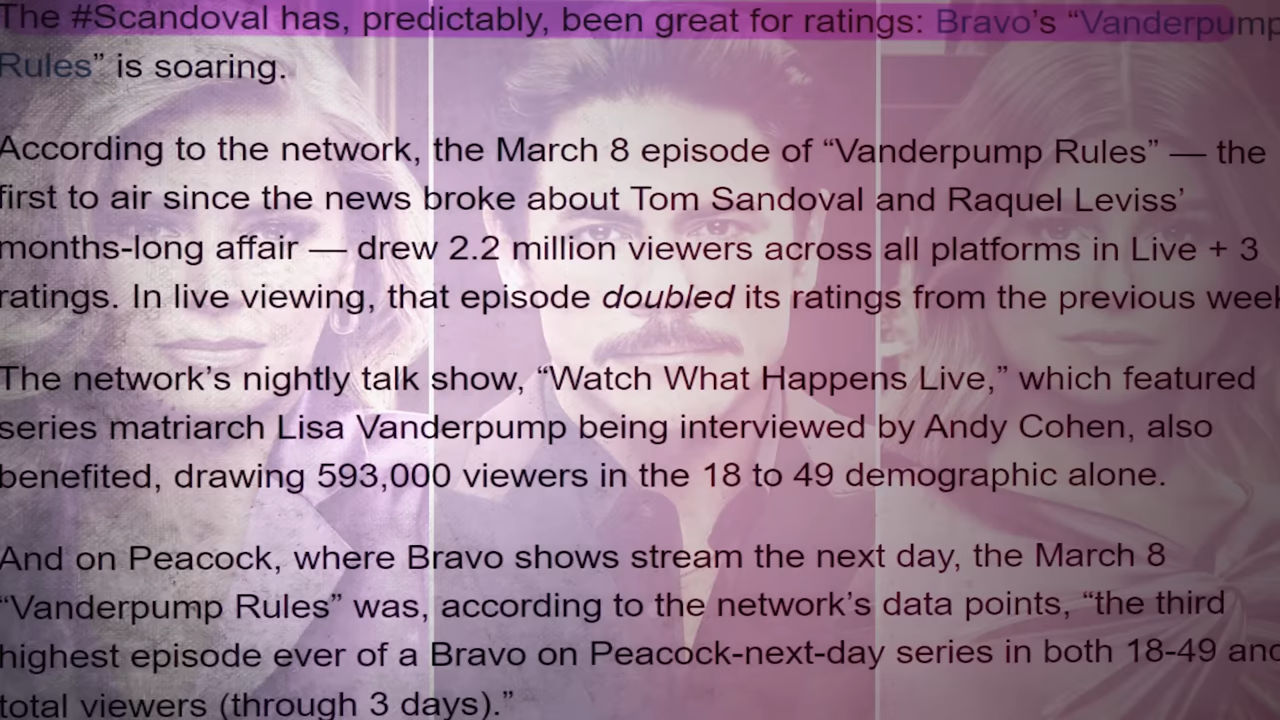 The #Scandoval has, predictably, been great for ratings: Bravo’s “Vanderpump
Rules” is soaring.
According to the network, the March 8 episode of “Vanderpump Rules” — the
first to air since the news broke about Tom Sandoval and Raquel Leviss’
months-long affair — drew 2.2 million viewers across all platforms in Live + 3
ratings. In live viewing, that episode doubled its ratings from the previous week
The network’s nightly talk show, “Watch What Happens Live,” which featured
series matriarch Lisa Vanderpump being interviewed by Andy Cohen, also
benefited, drawing 593,000 viewers in the 18 to 49 demographic alone.
And on Peacock, where Bravo shows stream the next day, the March 8
“Vanderpump Rules” was, according to the network’s data points, “the third
highest episode ever of a Bravo on Peacock-next-day series in both 18-49 and
total viewers (through 3 days).”